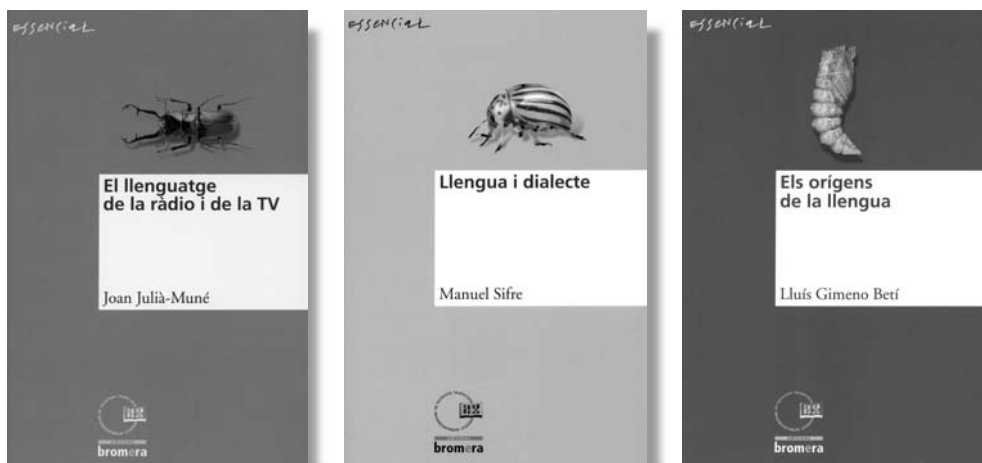 ESSENCIAL
El llenguatge
de la ràdio i de la TV
Joan Julià-Muné
bromera
ESSENCIAL
Llengua i dialecte
Manuel Sifre
bromera
ESSENCIAL
Els orígens
de la llengua
Lluís Gimeno Betí
bromera